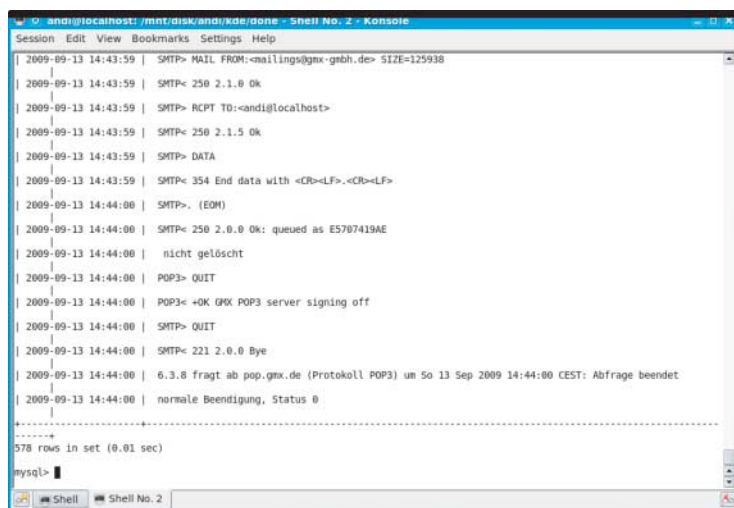 andi@localhost: /mnt/disk/andi/kde/done - Shell No. 2 - Konsole
Session Edit View Bookmarks Settings Help
| 2009-09-13 14:43:59 | SMTP> MAIL FROM:<mailings@gmx-gmbh.de> SIZE=125938
|
| 2009-09-13 14:43:59 | SMTP< 250 2.1.0 Ok
|
| 2009-09-13 14:43:59 | SMTP> RCPT TO:<andi@localhost>
|
| 2009-09-13 14:43:59 | SMTP< 250 2.1.5 Ok
|
| 2009-09-13 14:43:59 | SMTP> DATA
|
| 2009-09-13 14:43:59 | SMTP< 354 End data with <CR><LF>.<CR><LF>
|
| 2009-09-13 14:44:00 | SMTP>. (EOM)
|
| 2009-09-13 14:44:00 | SMTP< 250 2.0.0 Ok: queued as E5707419AE
|
| 2009-09-13 14:44:00 | nicht gelöscht
|
| 2009-09-13 14:44:00 | POP3> QUIT
|
| 2009-09-13 14:44:00 | POP3< +OK GMX POP3 server signing off
|
| 2009-09-13 14:44:00 | SMTP> QUIT
|
| 2009-09-13 14:44:00 | SMTP< 221 2.0.0 Bye
|
| 2009-09-13 14:44:00 | 6.3.8 fragt ab pop.gmx.de (Protokoll POP3) um So 13 Sep 2009 14:44:00 CEST: Abfrage beendet
|
| 2009-09-13 14:44:00 | normale Beendigung, Status 0
|
+---------------------+-----------------------------------------------------------------------------------------------
------+
578 rows in set (0.01 sec)
mysql>
Shell Shell No. 2